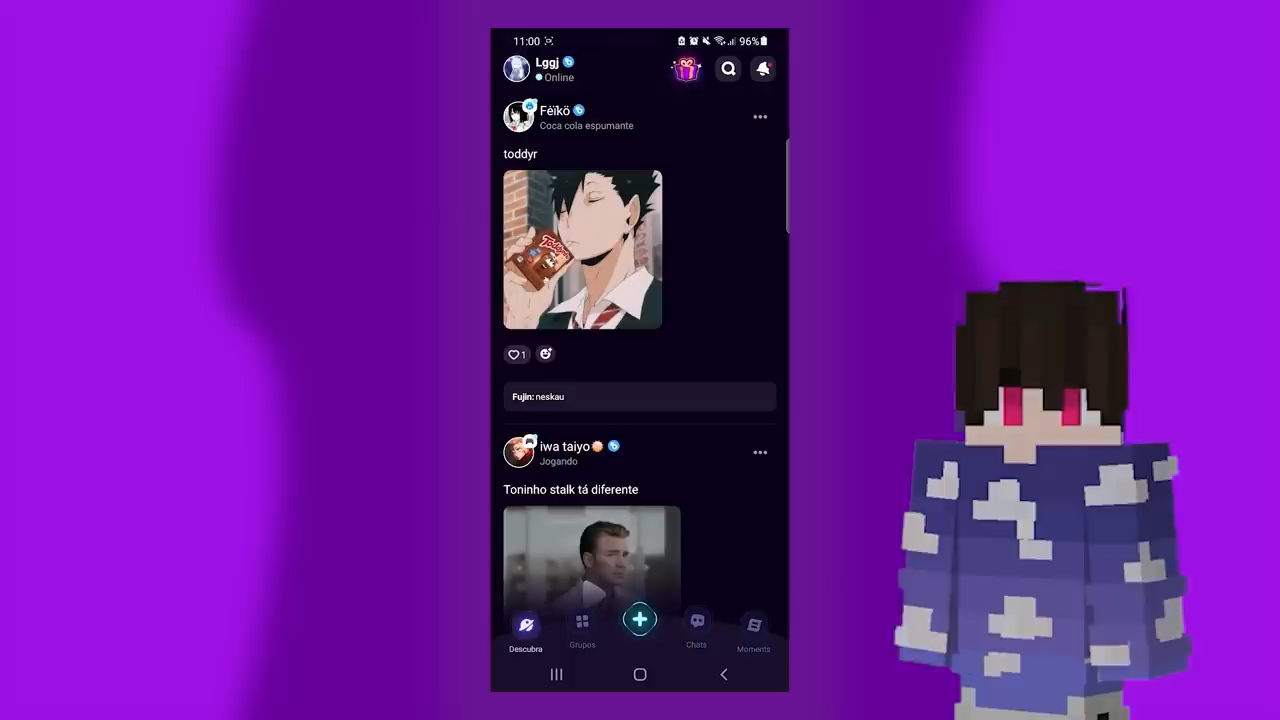 11:00
96%
Lggj
Online
Fëïkö
Coca cola espumante
toddyr
Toddy
1
Fujin: neskau
iwa taiyo
Jogando
Toninho stalk tá diferente
Descubra
Grupos
Chats
Moments